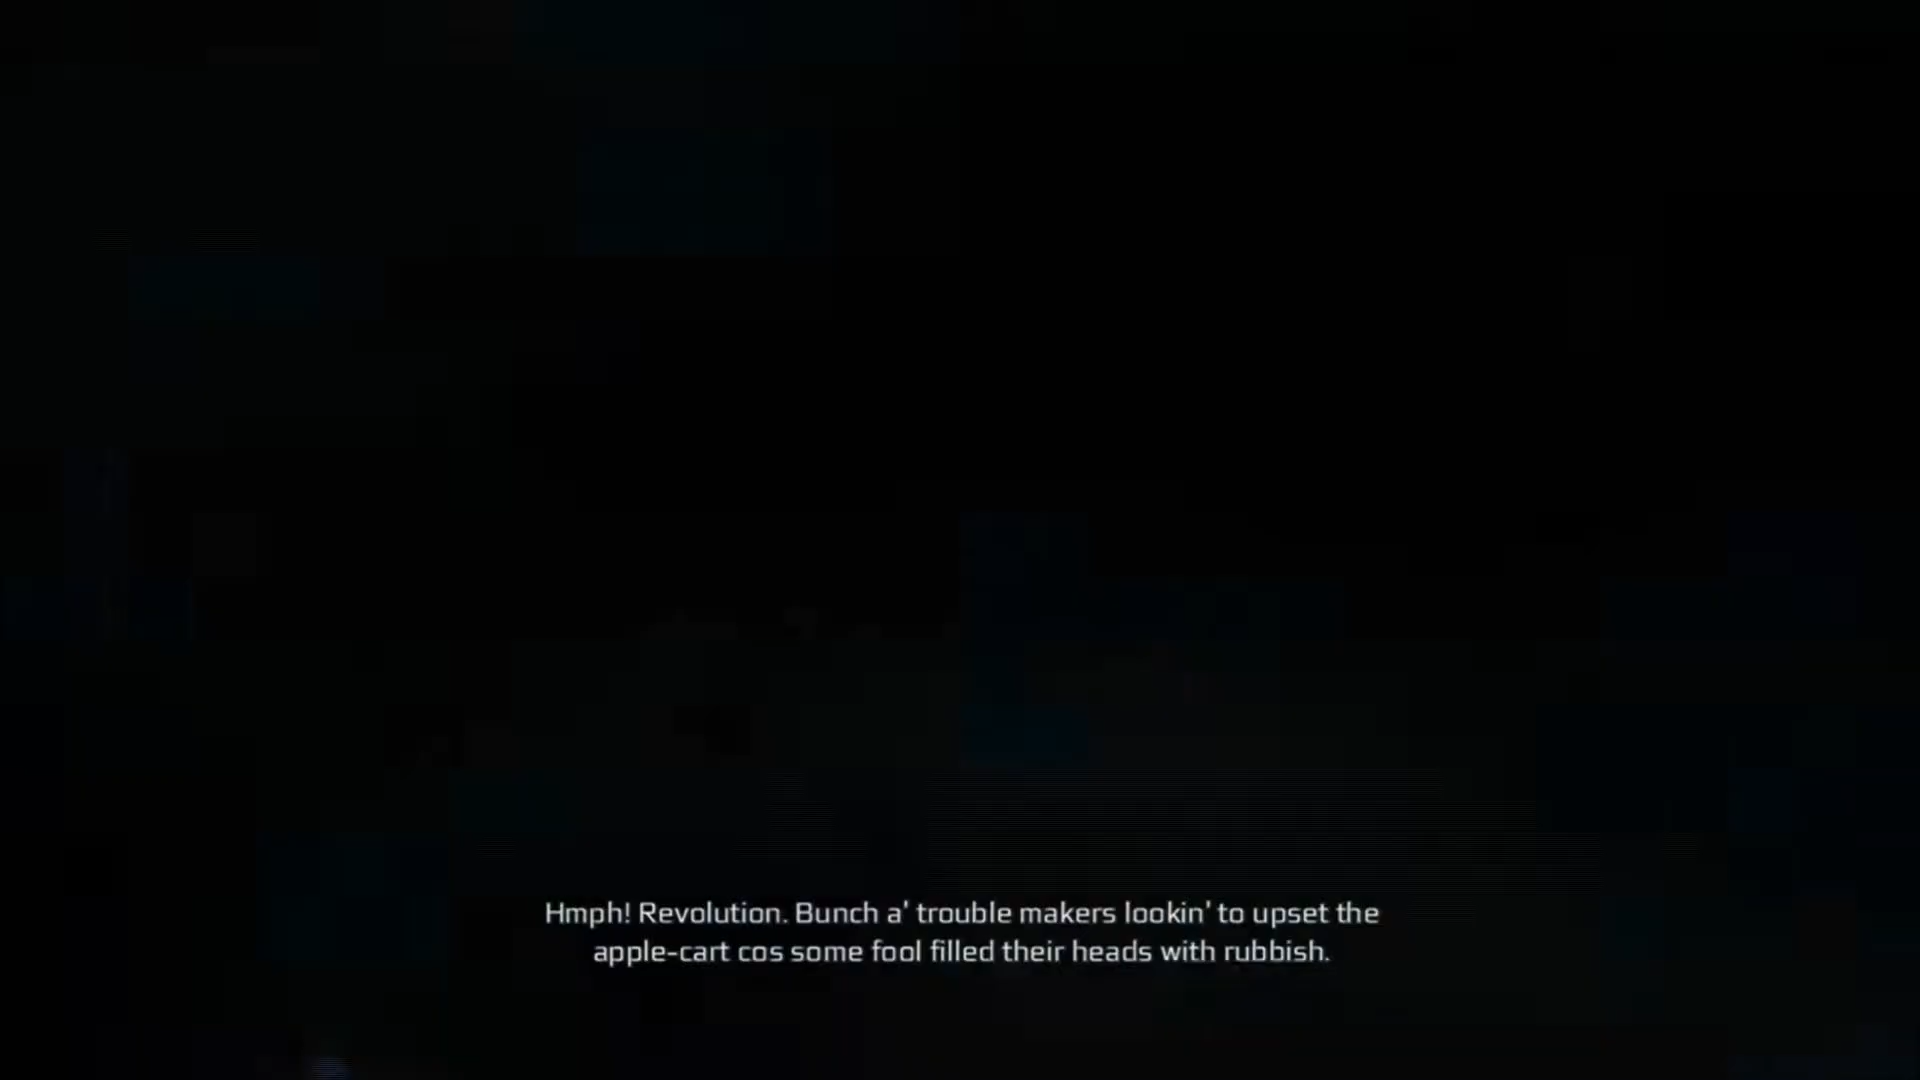 Hmph! Revolution. Bunch a' trouble makers lookin' to upset the
apple-cart cos some fool filled their heads with rubbish.